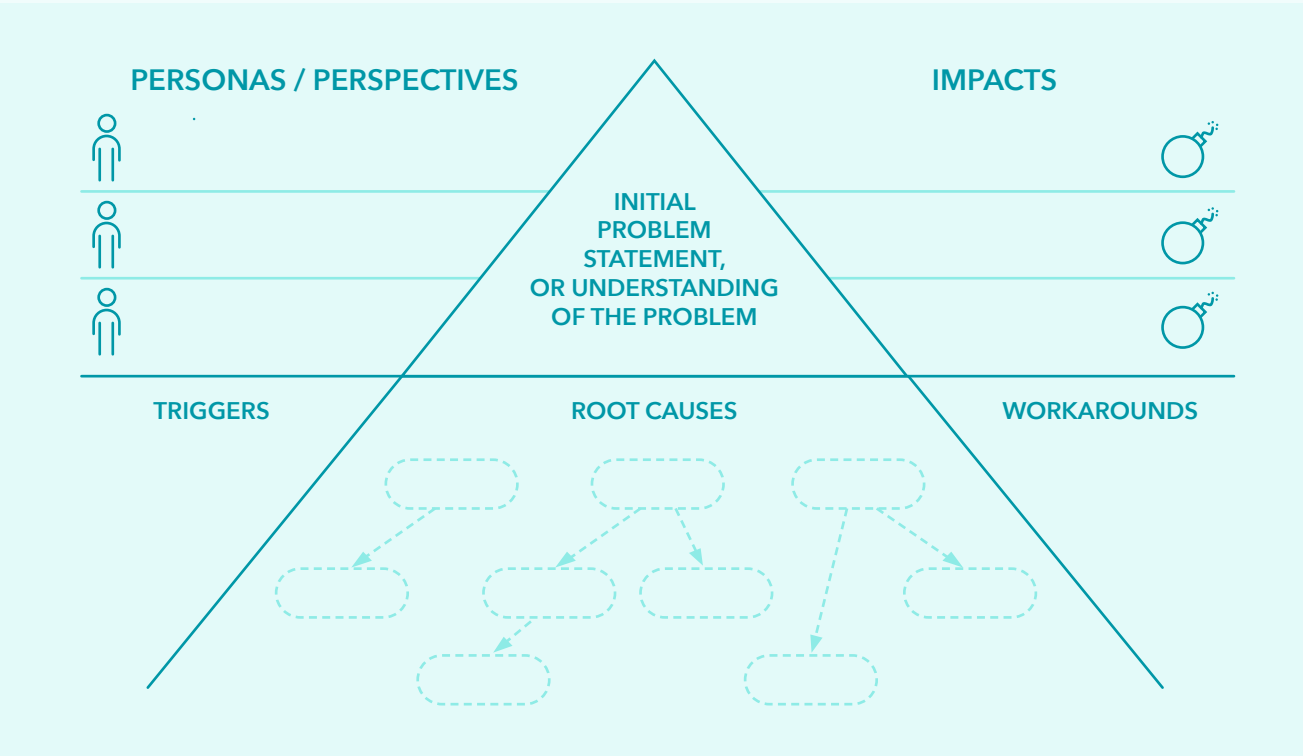 PERSONAS / PERSPECTIVES
IMPACTS
INITIAL
PROBLEM
STATEMENT,
OR UNDERSTANDING
OF THE PROBLEM
TRIGGERS
ROOT CAUSES
WORKAROUNDS